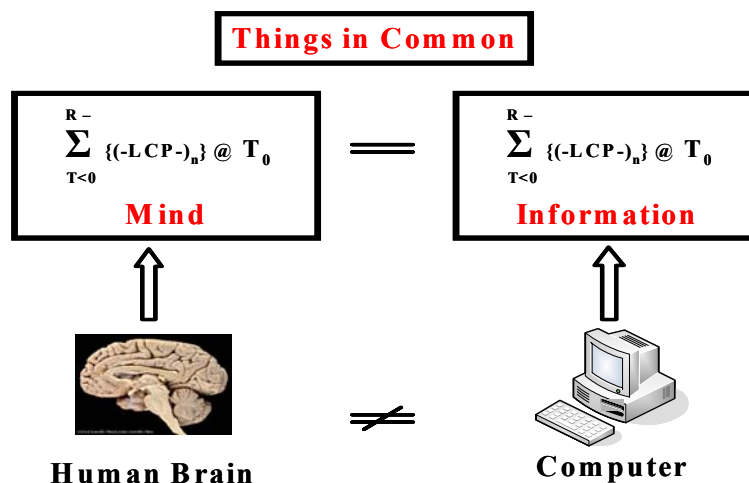 Things in Common
R –
Σ {(-LCP-)n} @ T0
T<0
Mind
=
R –
Σ {(-LCP-)n} @ T0
T<0
Information
≠
Human Brain
Computer